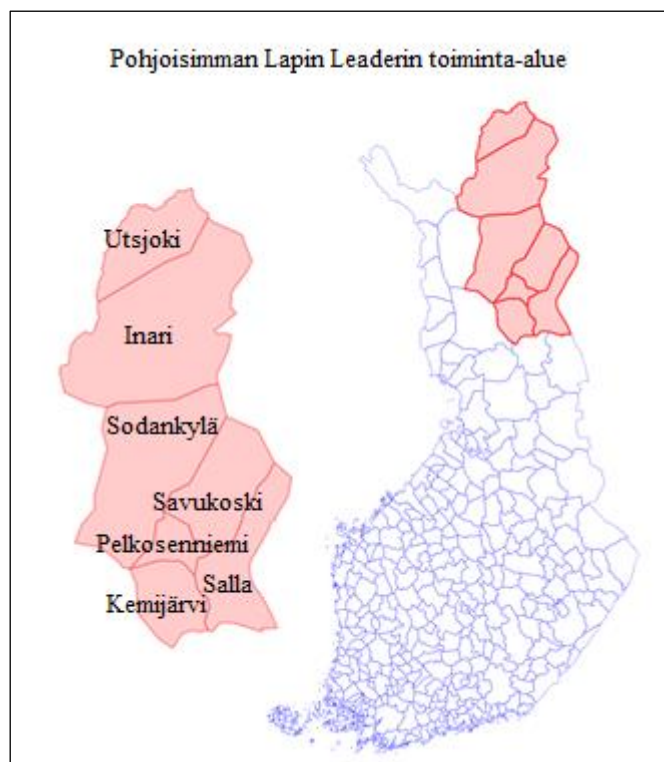 Pohjoisimman Lapin Leaderin toiminta-alue
Utsjoki
Inari
Sodankylä
Savukoski
Pelkosenniemi
Salla
Kemijärvi